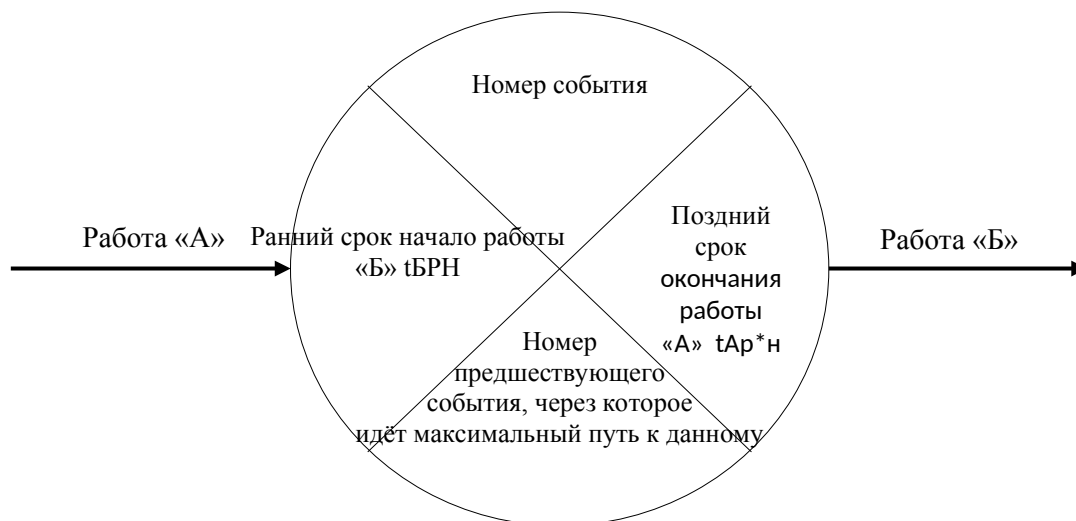 Номер события
Работа «А»
Ранний срок начало работы
«Б» tБРН
Поздний
срок
окончания
работы
«А» tАр*н
Работа «Б»
Номер
предшествующего
события, через которое
идёт максимальный путь к данному